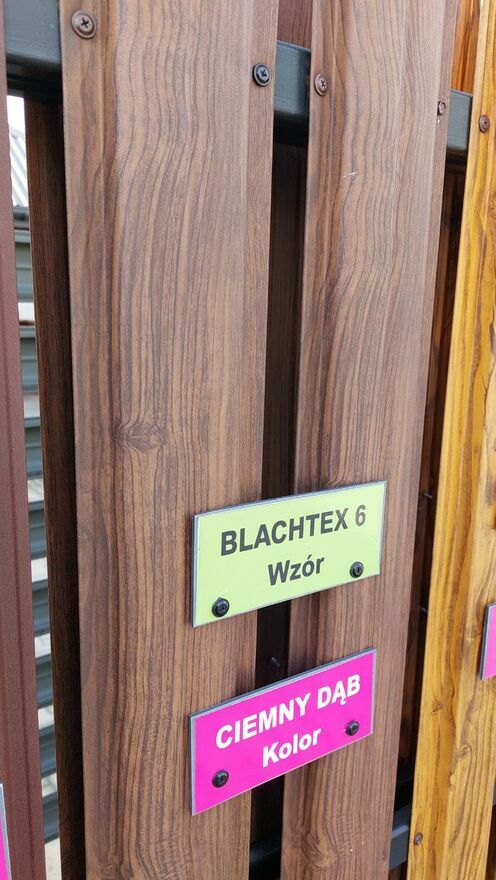 BLACHTEX 6
Wzór
CIEMNY DĄB
Kolor